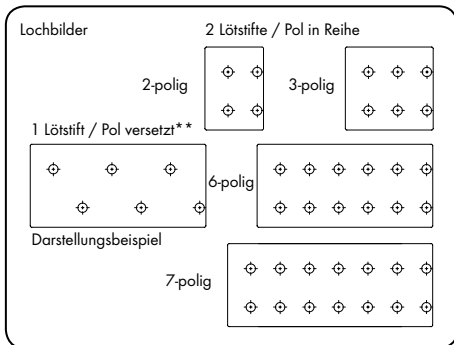 Lochbilder
2 Lötstifte / Pol in Reihe
2-polig
3-polig
1 Lötstift / Pol versetzt**
6-polig
Darstellungsbeispiel
7-polig